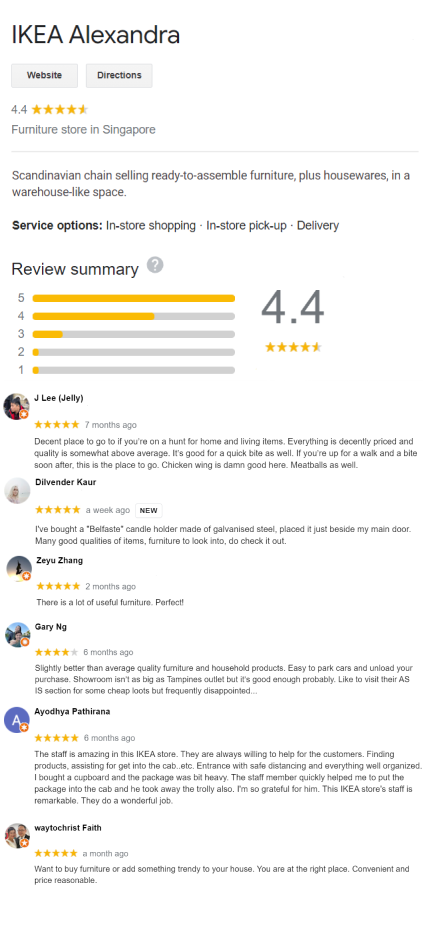 IKEA Alexandra
Website Directions
4.4
Furniture store in Singapore
Scandinavian chain selling ready-to-assemble furniture, plus housewares, in a
warehouse-like space.
Service options: In-store shopping · In-store pick-up · Delivery
Review summary ?
5
4
3
2
1
4.4
J Lee (Jelly)
7 months ago
Decent place to go to if you're on a hunt for home and living items. Everything is decently priced and
quality is somewhat above average. It's good for a quick bite as well. If you're up for a walk and a bite
soon after, this is the place to go. Chicken wing is damn good here. Meatballs as well.
Dilvender Kaur
a week ago NEW
I've bought a "Belfaste" candle holder made of galvanised steel, placed it just beside my main door.
Many good qualities of items, furniture to look into, do check it out.
Zeyu Zhang
2 months ago
There is a lot of useful furniture. Perfect!
Gary Ng
6 months ago
Slightly better than average quality furniture and household products. Easy to park cars and unload your
purchase. Showroom isn't as big as Tampines outlet but it's good enough probably. Like to visit their AS
IS section for some cheap loots but frequently disappointed...
A
Ayodhya Pathirana
6 months ago
The staff is amazing in this IKEA store. They are always willing to help for the customers. Finding
products, assisting for get into the cab..etc. Entrance with safe distancing and everything well organized.
I bought a cupboard and the package was bit heavy. The staff member quickly helped me to put the
package into the cab and he took away the trolly also. I'm so grateful for him. This IKEA store's staff is
remarkable. They do a wonderful job.
waytochrist Faith
a month ago
Want to buy furniture or add something trendy to your house. You are at the right place. Convenient and
price reasonable.